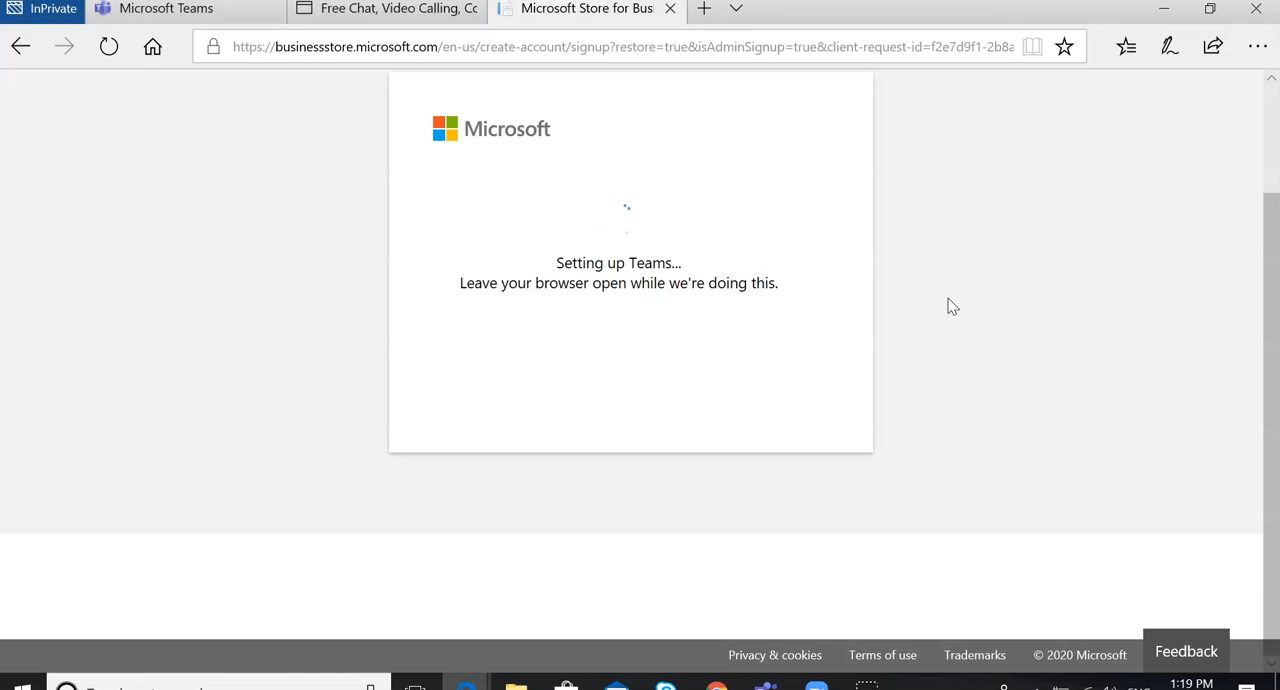 InPrivate
Microsoft Teams
Free Chat, Video Calling, Cc
Microsoft Store for Busi
https://businessstore.microsoft.com/en-us/create-account/signup?restore=true&isAdminSignup=true&client-request-id=f2e7d9f1-2b8a
Microsoft
Setting up Teams...
Leave your browser open while we're doing this.
Privacy & cookies
Terms of use
Trademarks
© 2020 Microsoft
Feedback
1:19 PM